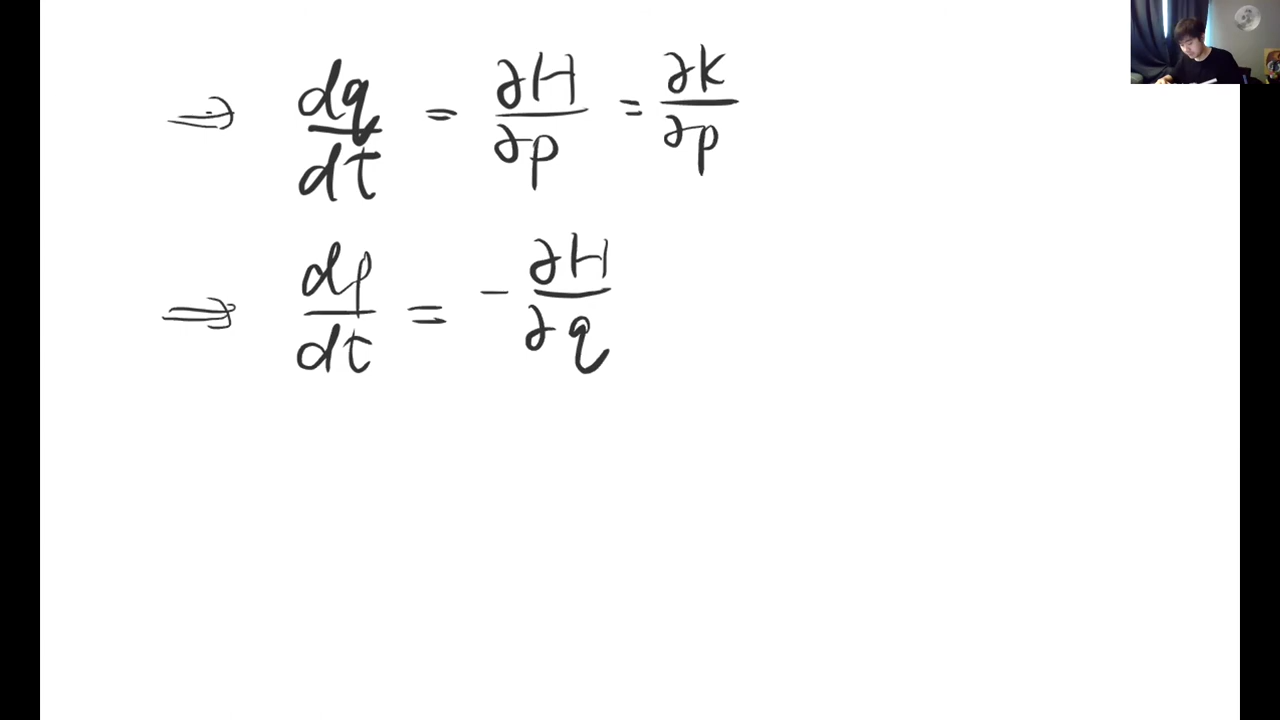 ⇒ dq/dt = ∂H/∂p = ∂K/∂p
⇒ dp/dt = - ∂H/∂q